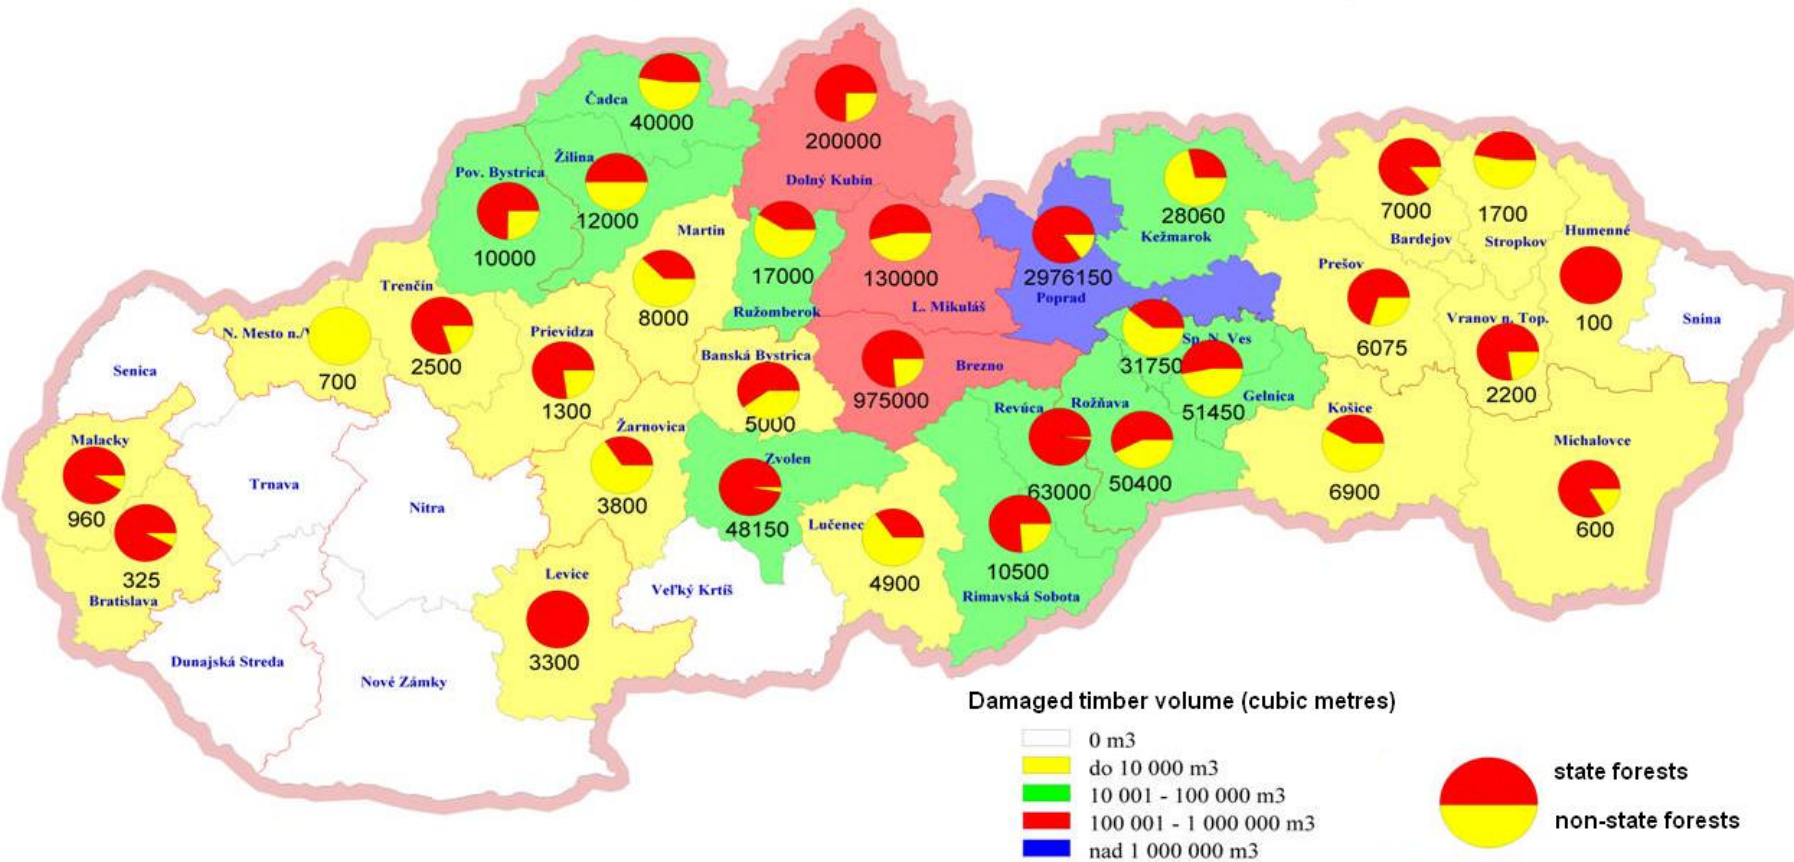 Čadca
40000
200000
Dolný Kubín
Žilina
12000
Pov. Bystrica
10000
Martin
8000
17000
Ružomberok
130000
L. Mikuláš
2976150
Poprad
28060
Kežmarok
7000
Bardejov
1700
Stropkov
Humenné
100
Snina
Prešov
6075
Vranov n. Top.
2200
Trenčín
2500
N. Mesto n./
700
Prievidza
1300
Banská Bystrica
5000
975000
Brezno
31750
Sp. N. Ves
51450
Gelnica
Senica
Malacky
960
325
Bratislava
Trnava
Nitra
Žarnovica
3800
Zvolen
48150
Lučenec
4900
Revúca
63000
Rožňava
50400
10500
Rimavská Sobota
Košice
6900
Michalovce
600
Levice
3300
Veľký Krtíš
Dunajská Streda
Nové Zámky
Damaged timber volume (cubic metres)
0 m3
do 10 000 m3
10 001 - 100 000 m3
100 001 - 1 000 000 m3
nad 1 000 000 m3
state forests
non-state forests